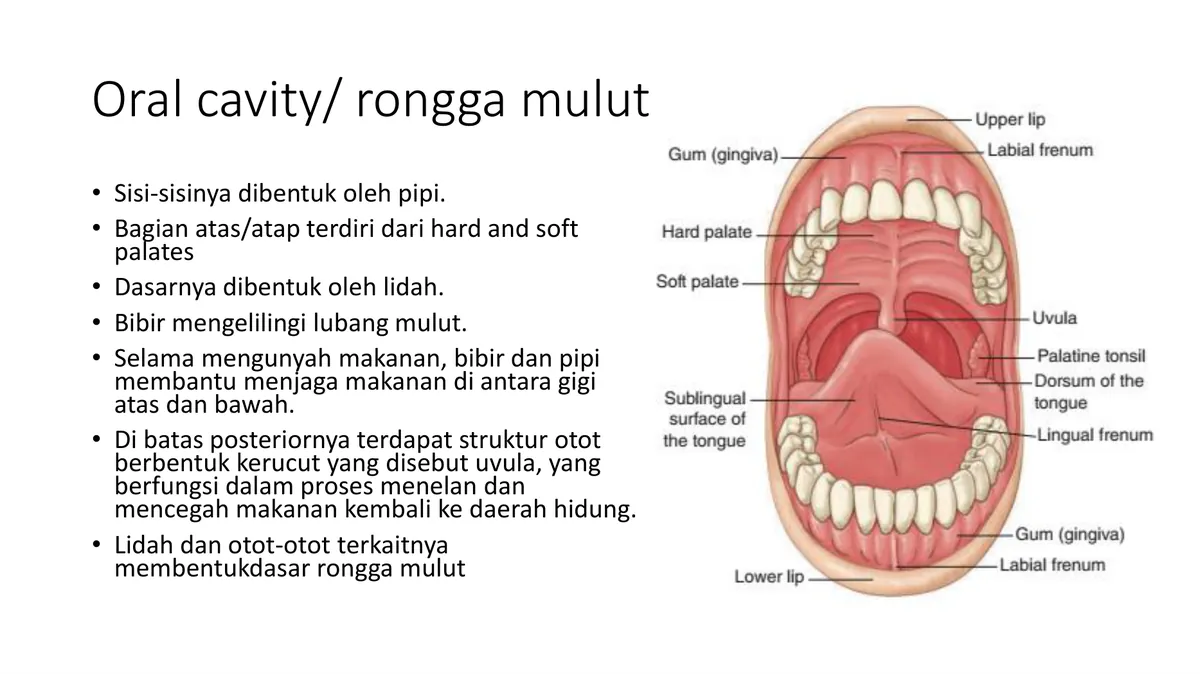 Oral cavity/ rongga mulut
• Sisi-sisinya dibentuk oleh pipi.
• Bagian atas/atap terdiri dari hard and soft
palates
• Dasarnya dibentuk oleh lidah.
• Bibir mengelilingi lubang mulut.
• Selama mengunyah makanan, bibir dan pipi
membantu menjaga makanan di antara gigi
atas dan bawah.
• Di batas posteriornya terdapat struktur otot
berbentuk kerucut yang disebut uvula, yang
berfungsi dalam proses menelan dan
mencegah makanan kembali ke daerah hidung.
• Lidah dan otot-otot terkaitnya
membentukdasar rongga mulut
Upper lip
Labial frenum
Gum (gingiva)
Hard palate
Soft palate
Uvula
Palatine tonsil
Dorsum of the
tongue
Sublingual
surface of
the tongue
Lingual frenum
Gum (gingiva)
Labial frenum
Lower lip